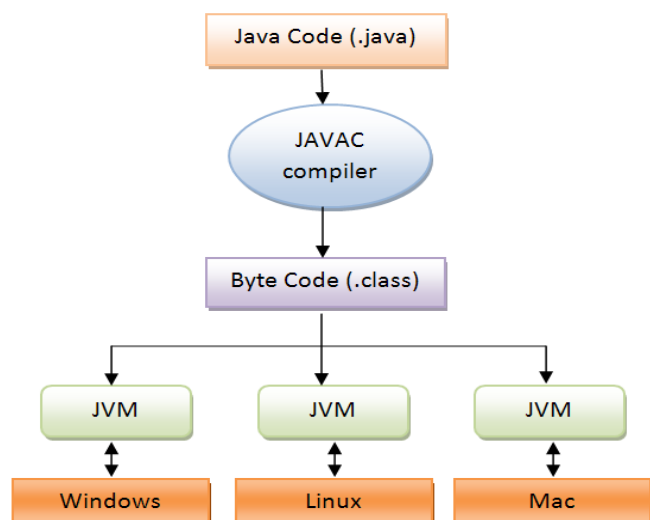 Java Code (.java)
JAVAC
compiler
Byte Code (.class)
JVM
JVM
JVM
Windows
Linux
Mac